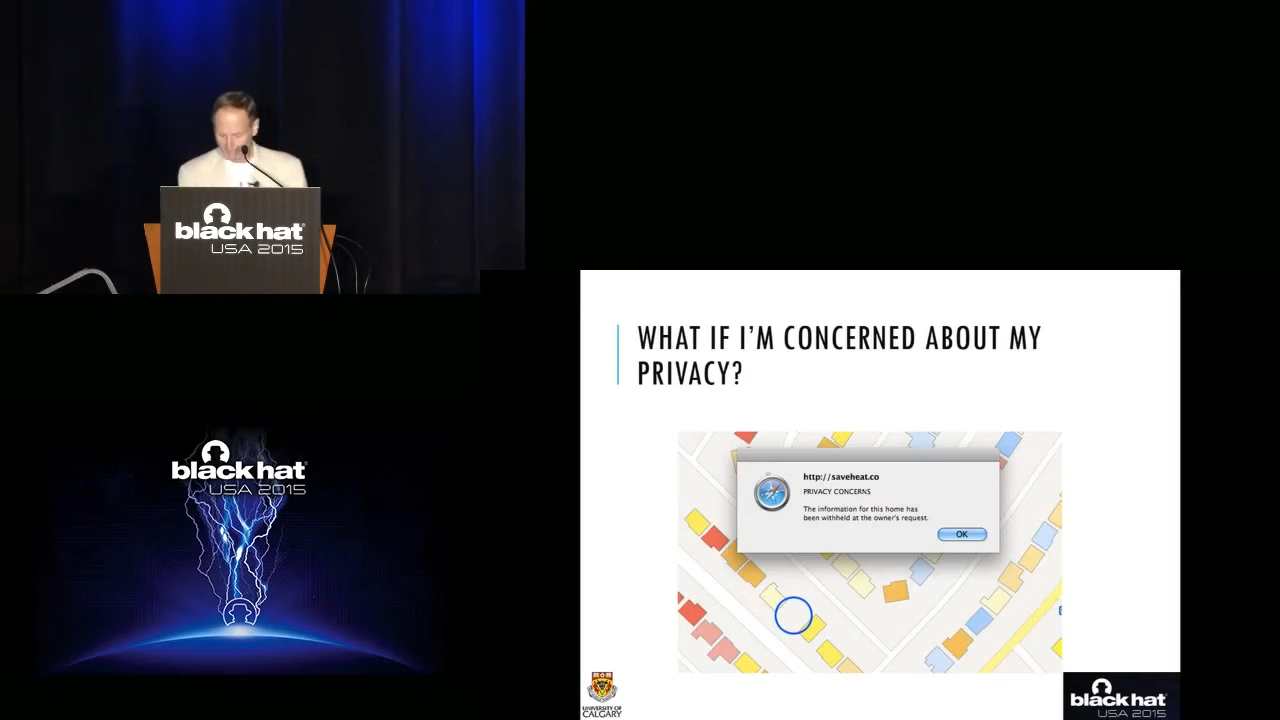 black hat
USA 2015
WHAT IF I'M CONCERNED ABOUT MY
PRIVACY?
http://saveheat.co
PRIVACY CONCERNS
The information for this home has
been withheld at the owner's request.
OK
black hat
USA 2015
UNIVERSITY OF
CALGARY
black hat
USA 2015